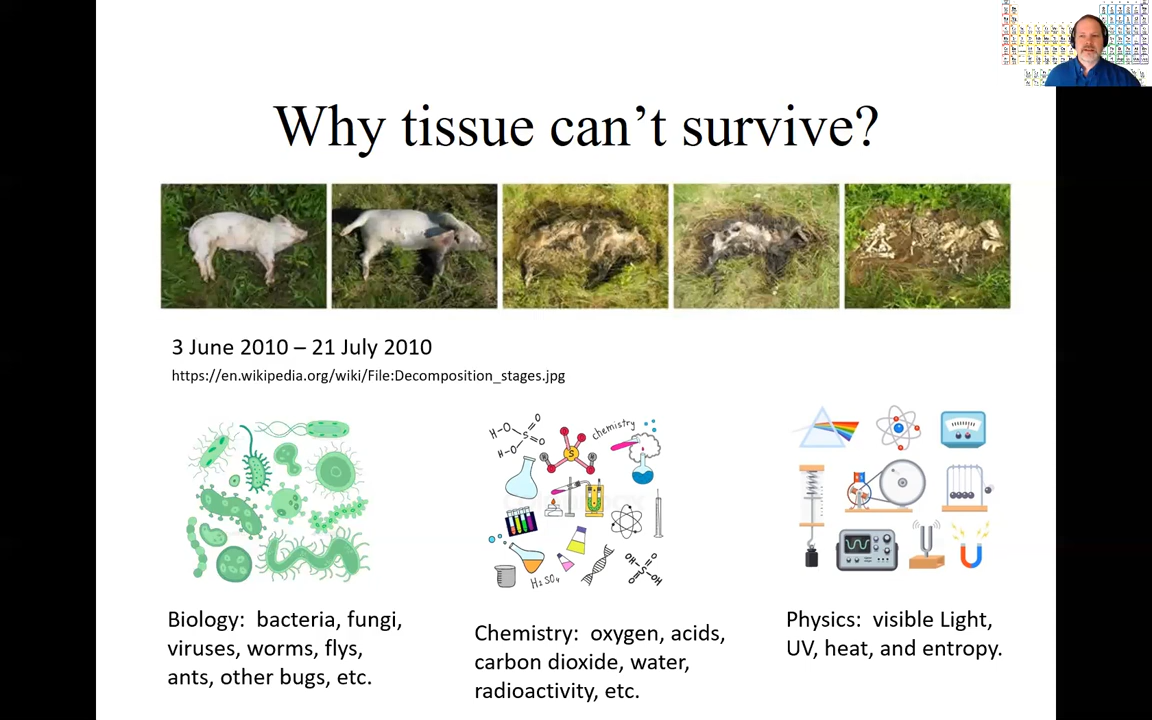 Why tissue can’t survive?
3 June 2010 – 21 July 2010
https://en.wikipedia.org/wiki/File:Decomposition_stages.jpg
chemistry
H₂SO₄
Biology: bacteria, fungi,
viruses, worms, flys,
ants, other bugs, etc.
Chemistry: oxygen, acids,
carbon dioxide, water,
radioactivity, etc.
Physics: visible Light,
UV, heat, and entropy.